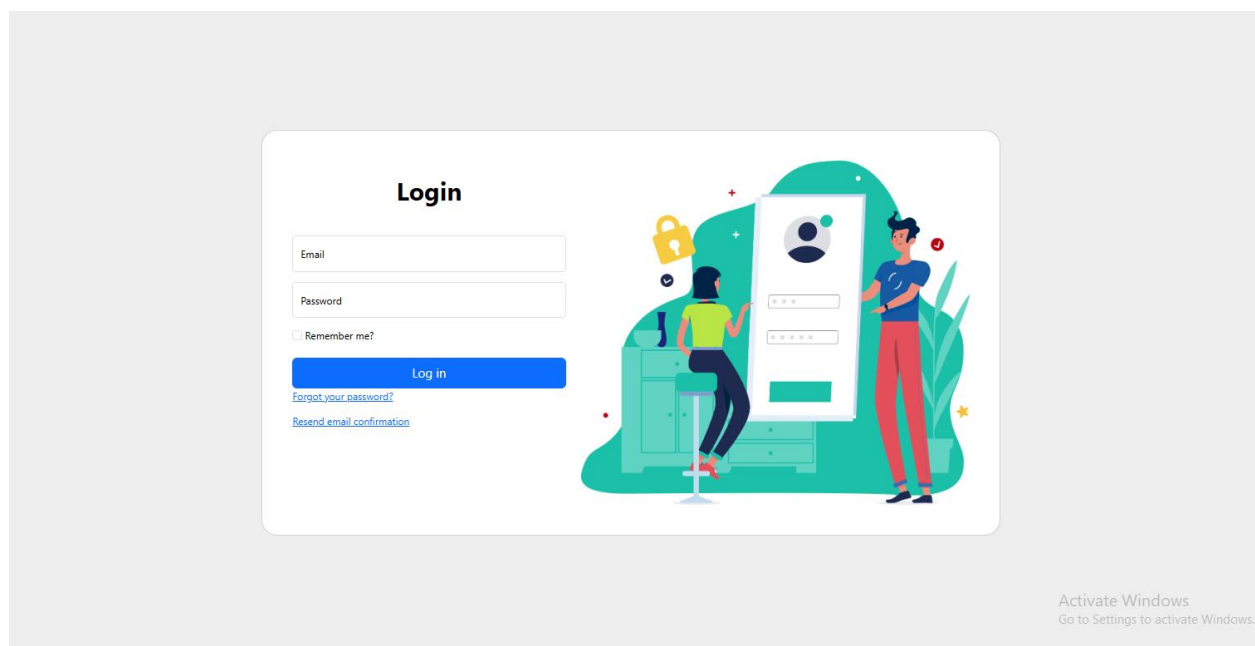 Login
Email
Password
Remember me?
Log in
Forgot your password?
Resend email confirmation
Activate Windows
Go to Settings to activate Windows.